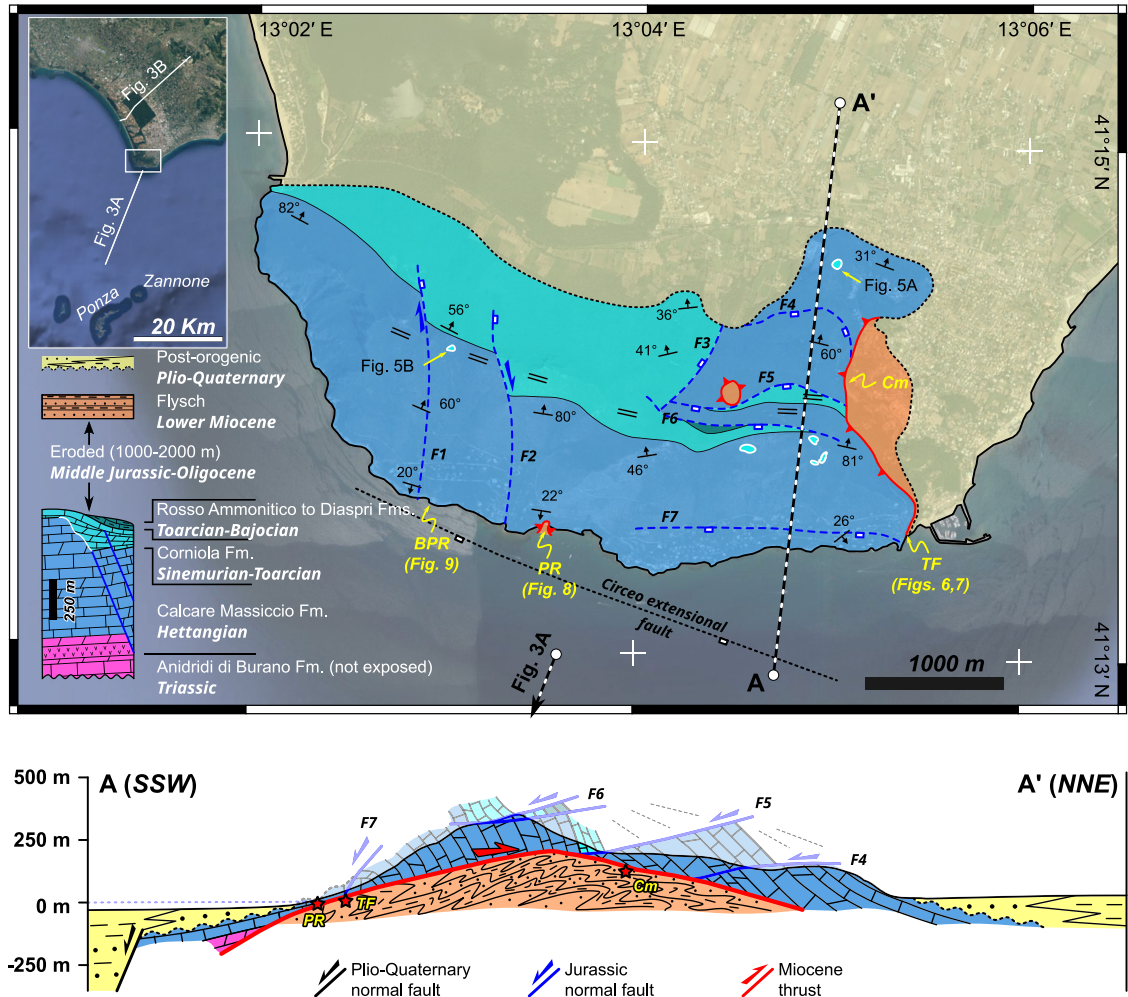 13°02′ E
13°04′ E
13°06′ E
41°15′ N
41°13′ N
Fig. 3B
Fig. 3A
Ponza
Zannone
20 Km
Post-orogenic
Plio-Quaternary
Flysch
Lower Miocene
Eroded (1000-2000 m)
Middle Jurassic-Oligocene
Rosso Ammonitico to Diaspri Fms.
Toarcian-Bajocian
Corniola Fm.
Sinemurian-Toarcian
250 m
Calcare Massiccio Fm.
Hettangian
Anidridi di Burano Fm. (not exposed)
Triassic
A'
82°
31°
Fig. 5A
36°
F4
56°
F3
41°
60°
Fig. 5B
F5
Cm
60°
80°
F6
F1
F2
46°
81°
20°
22°
F7
26°
BPR
(Fig. 9)
PR
(Fig. 8)
TF
(Figs. 6,7)
Circeo extensional
fault
Fig. 3A
A
1000 m
500 m
250 m
0 m
-250 m
A (SSW)
A' (NNE)
F7
F6
F5
F4
PR
TF
Cm
Plio-Quaternary
normal fault
Jurassic
normal fault
Miocene
thrust